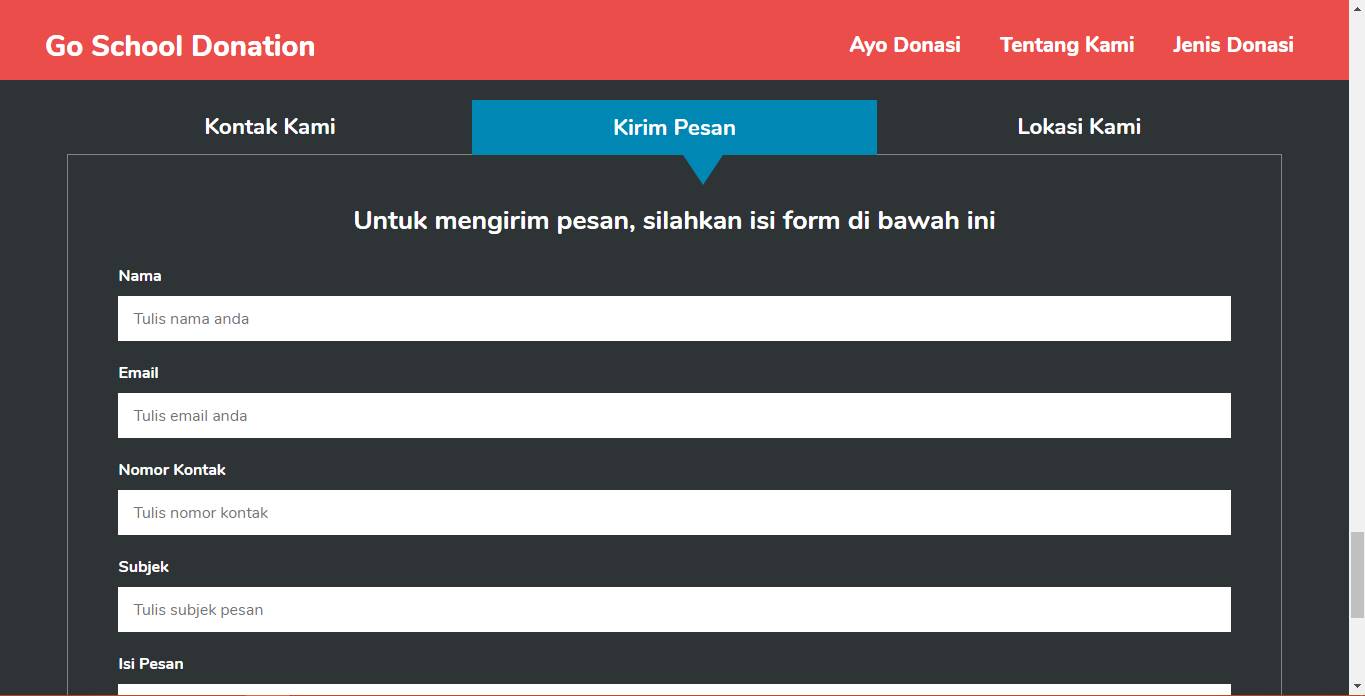 Go School Donation
Ayo Donasi
Tentang Kami
Jenis Donasi
Kontak Kami
Kirim Pesan
Lokasi Kami
Untuk mengirim pesan, silahkan isi form di bawah ini
Nama
Tulis nama anda
Email
Tulis email anda
Nomor Kontak
Tulis nomor kontak
Subjek
Tulis subjek pesan
Isi Pesan